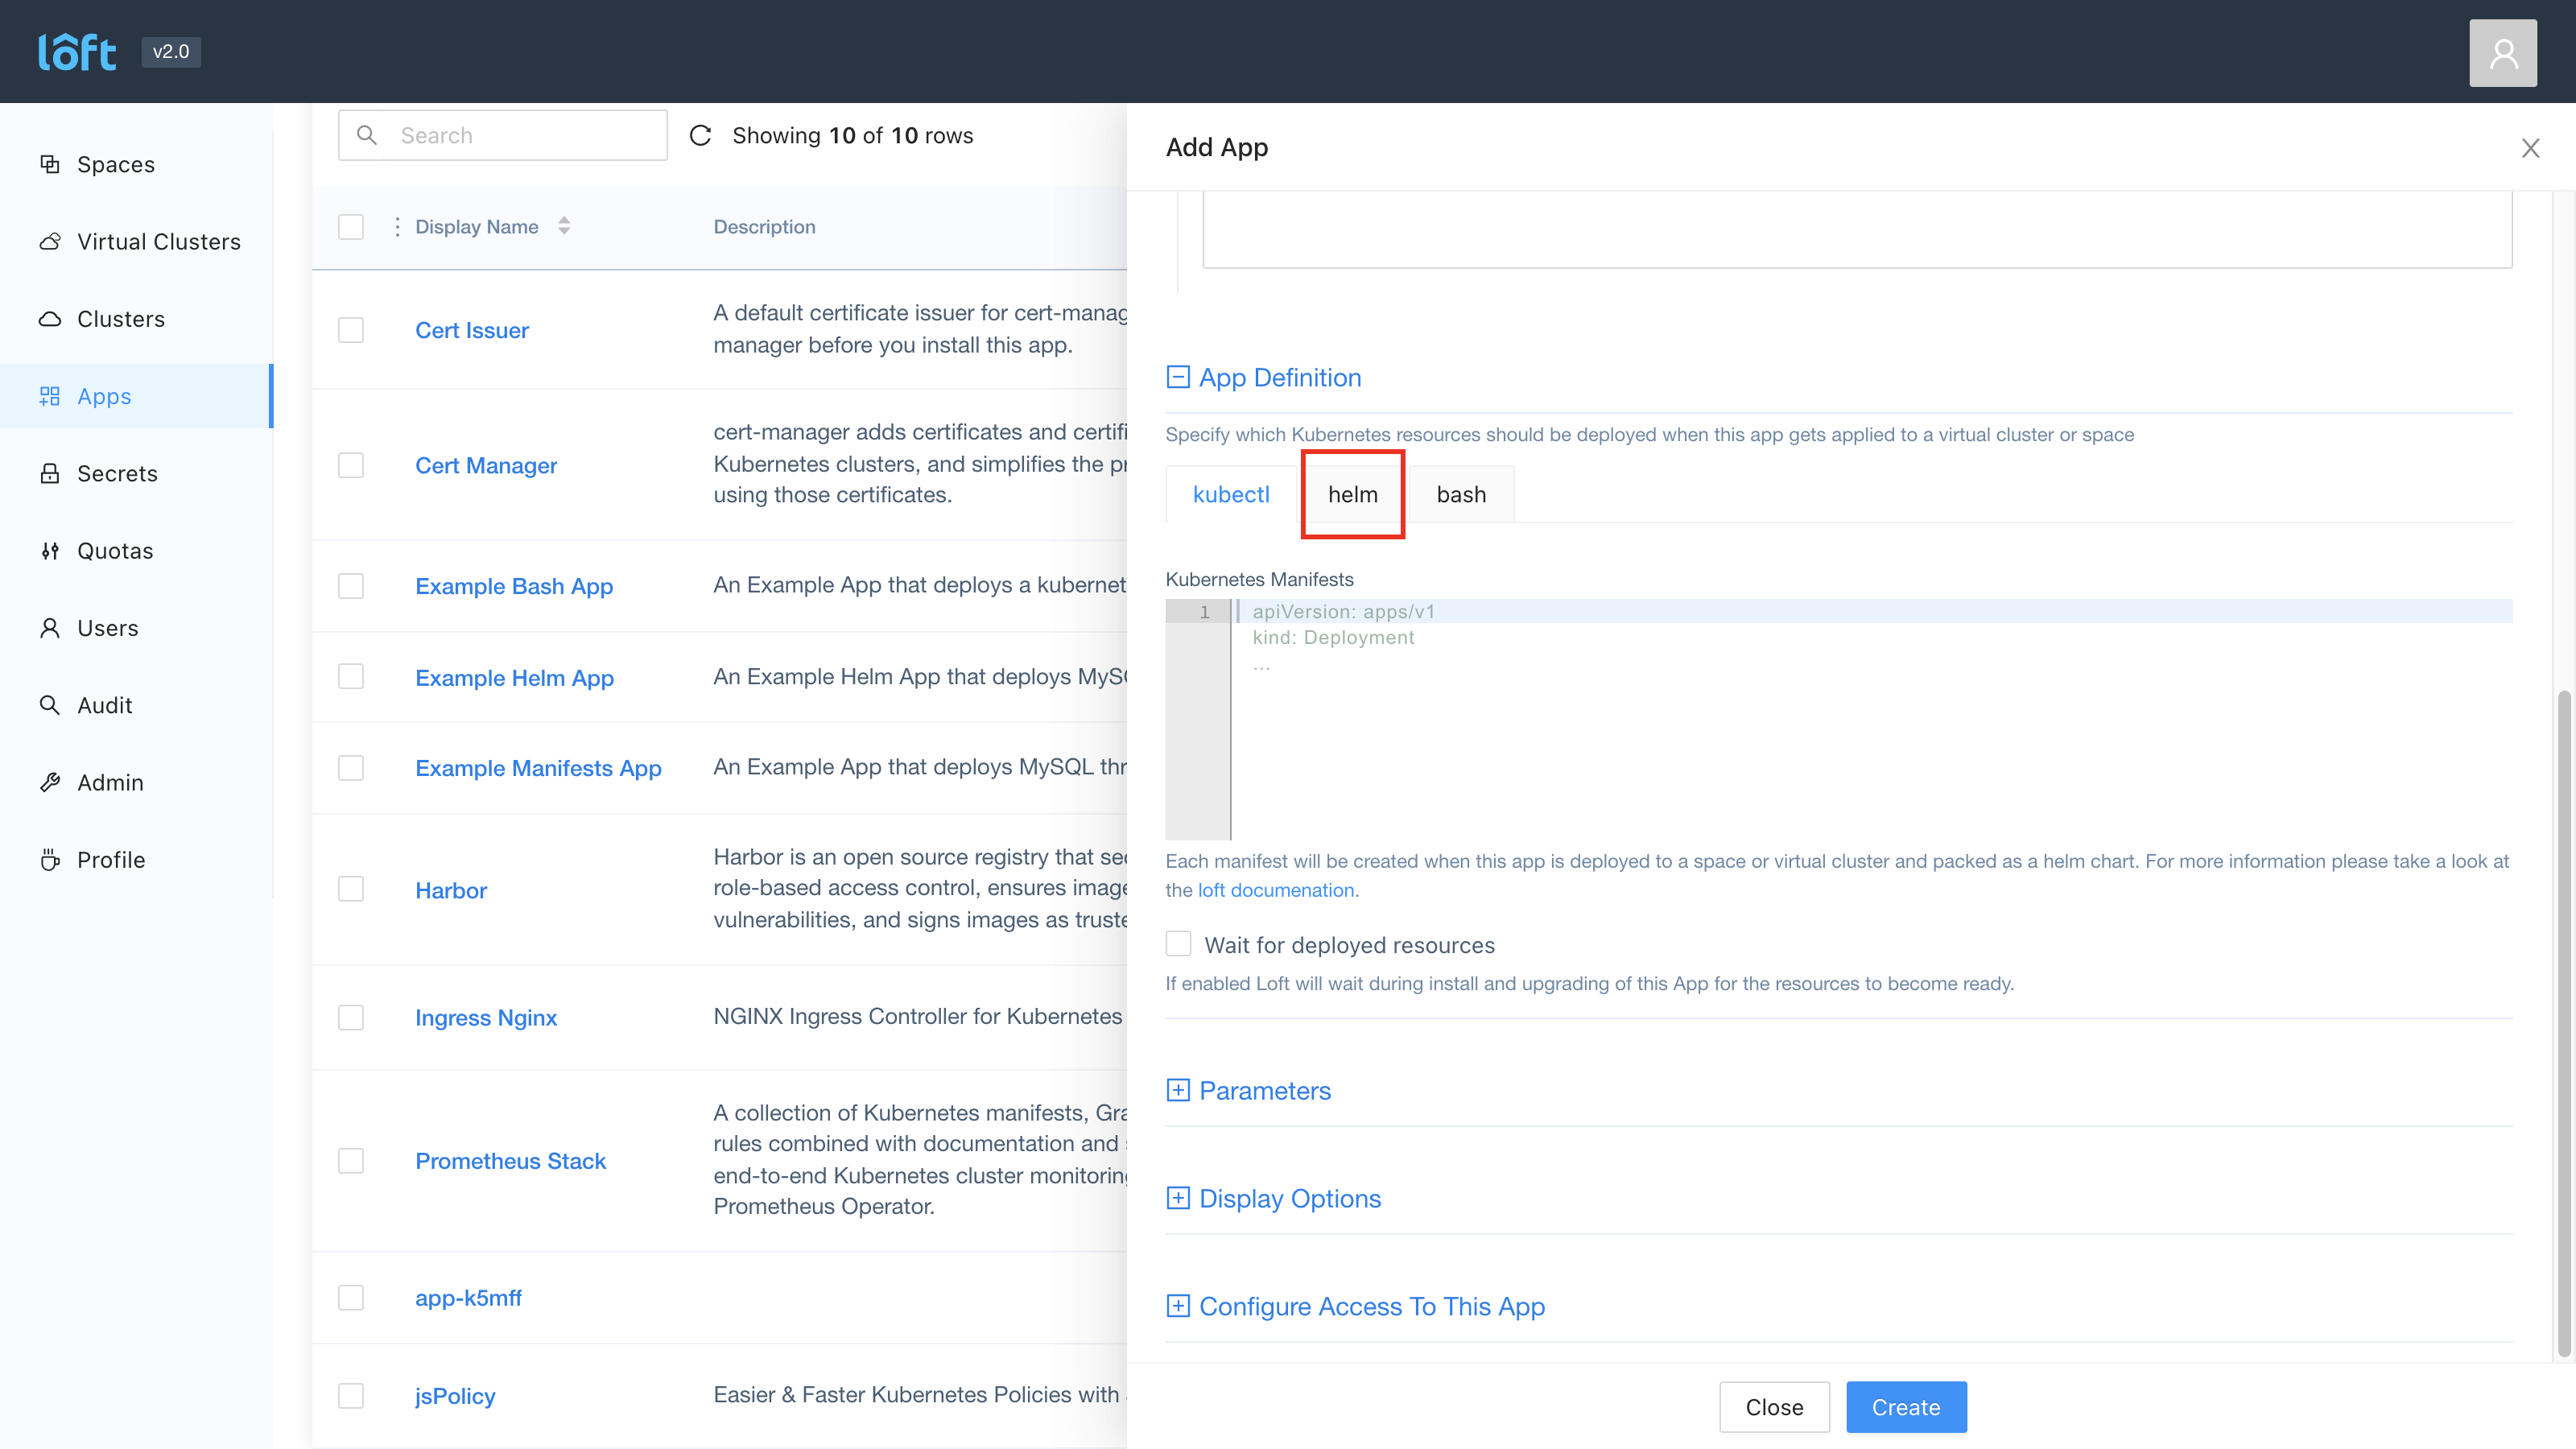 loft v2.0
Spaces
Virtual Clusters
Clusters
Apps
Secrets
Quotas
Users
Audit
Admin
Profile
Search
Showing 10 of 10 rows
Display Name Description
Cert Issuer
A default certificate issuer for cert-manag
manager before you install this app.
Cert Manager
cert-manager adds certificates and certifi
Kubernetes clusters, and simplifies the pr
using those certificates.
Example Bash App
An Example App that deploys a kubernet
Example Helm App
An Example Helm App that deploys MySQ
Example Manifests App
An Example App that deploys MySQL thr
Harbor
Harbor is an open source registry that sec
role-based access control, ensures image
vulnerabilities, and signs images as truste
Ingress Nginx
NGINX Ingress Controller for Kubernetes
Prometheus Stack
A collection of Kubernetes manifests, Gra
rules combined with documentation and
end-to-end Kubernetes cluster monitoring
Prometheus Operator.
app-k5mff
jsPolicy
Easier & Faster Kubernetes Policies with
Add App
App Definition
Specify which Kubernetes resources should be deployed when this app gets applied to a virtual cluster or space
kubectl helm bash
Kubernetes Manifests
1 apiVersion: apps/v1
kind: Deployment
...
Each manifest will be created when this app is deployed to a space or virtual cluster and packed as a helm chart. For more information please take a look at
the loft documenation.
Wait for deployed resources
If enabled Loft will wait during install and upgrading of this App for the resources to become ready.
Parameters
Display Options
Configure Access To This App
Close Create